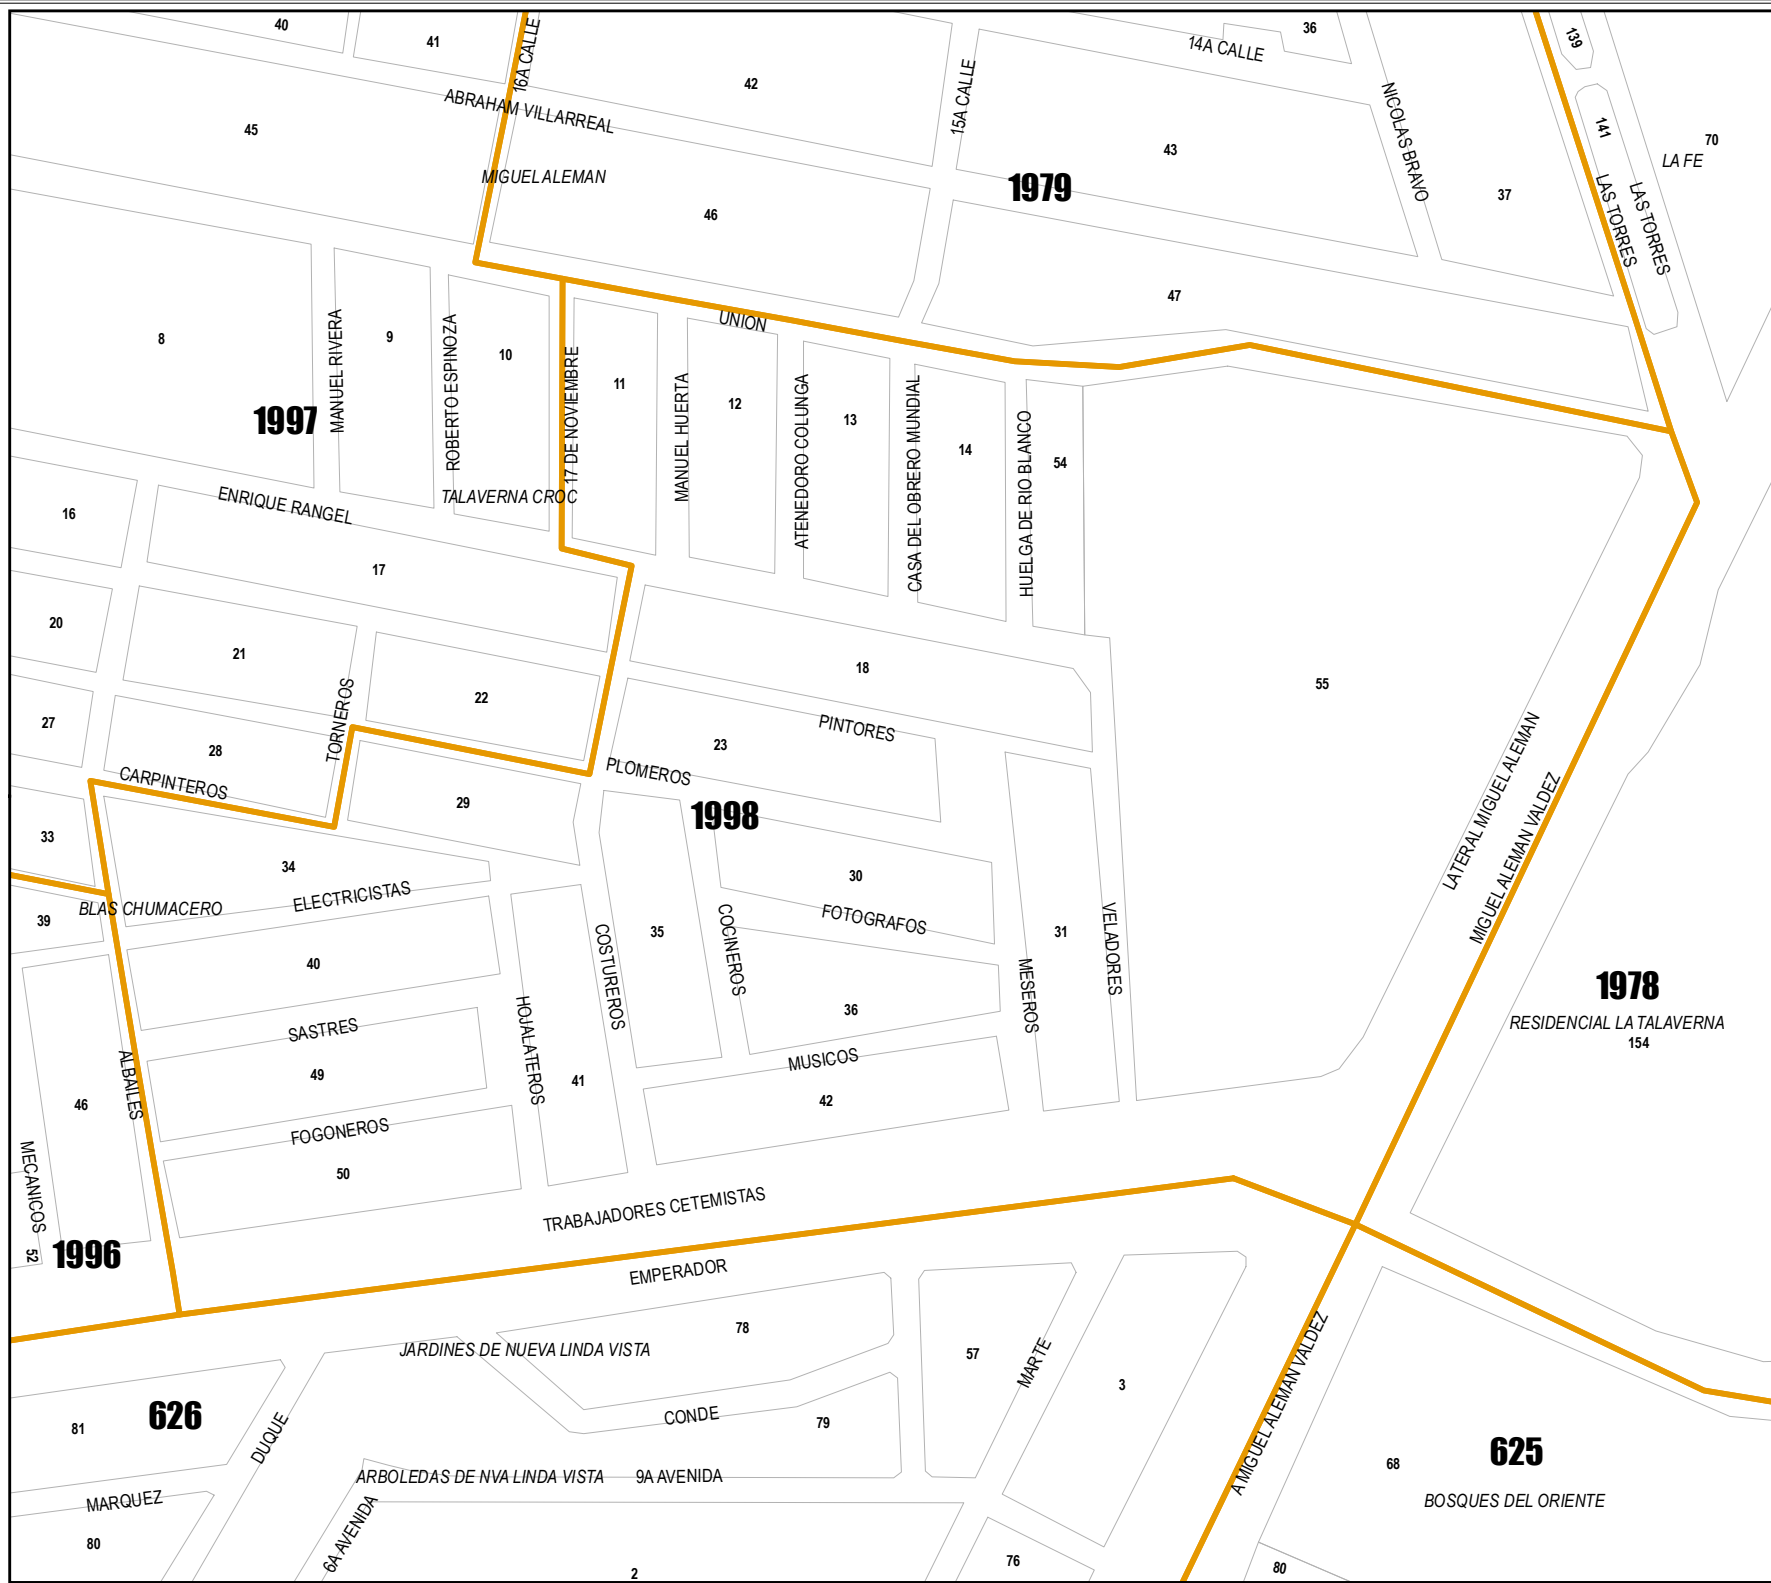 40
41
16A CALLE
42
14A CALLE
36
139
ABRAHAM VILLARREAL
15A CALLE
NICOLAS BRAVO
141
70
LA FE
45
43
MIGUEL ALEMAN
1979
37
LAS TORRES
LAS TORRES
46
47
UNION
8
MANUEL RIVERA
9
ROBERTO ESPINOZA
10
17 DE NOVIEMBRE
11
MANUEL HUERTA
12
ATENEDORO COLUNGA
13
CASA DEL OBRERO MUNDIAL
14
HUELGA DE RIO BLANCO
54
1997
TALAVERNA CROC
ENRIQUE RANGEL
16
17
20
21
22
18
55
27
28
TORNEROS
PINTORES
23
PLOMEROS
CARPINTEROS
29
1998
LATERAL MIGUEL ALEMAN
MIGUEL ALEMAN VALDEZ
33
34
30
ELECTRICISTAS
BLAS CHUMACERO
39
FOTOGRAFOS
35
COCINEROS
COSTUREROS
31
VELADORES
MESEROS
40
1978
RESIDENCIAL LA TALAVERNA
154
36
SASTRES
HOJALATEROS
MUSICOS
49
41
42
46
ALBAILES
FOGONEROS
MECANICOS
50
TRABAJADORES CETEMISTAS
52
1996
EMPERADOR
78
JARDINES DE NUEVA LINDA VISTA
57
MARTE
3
A MIGUEL ALEMAN VALDEZ
626
81
DUQUE
CONDE
79
625
68
ARBOLEDAS DE NVA LINDA VISTA
9A AVENIDA
BOSQUES DEL ORIENTE
MARQUEZ
6A AVENIDA
80
2
76
80